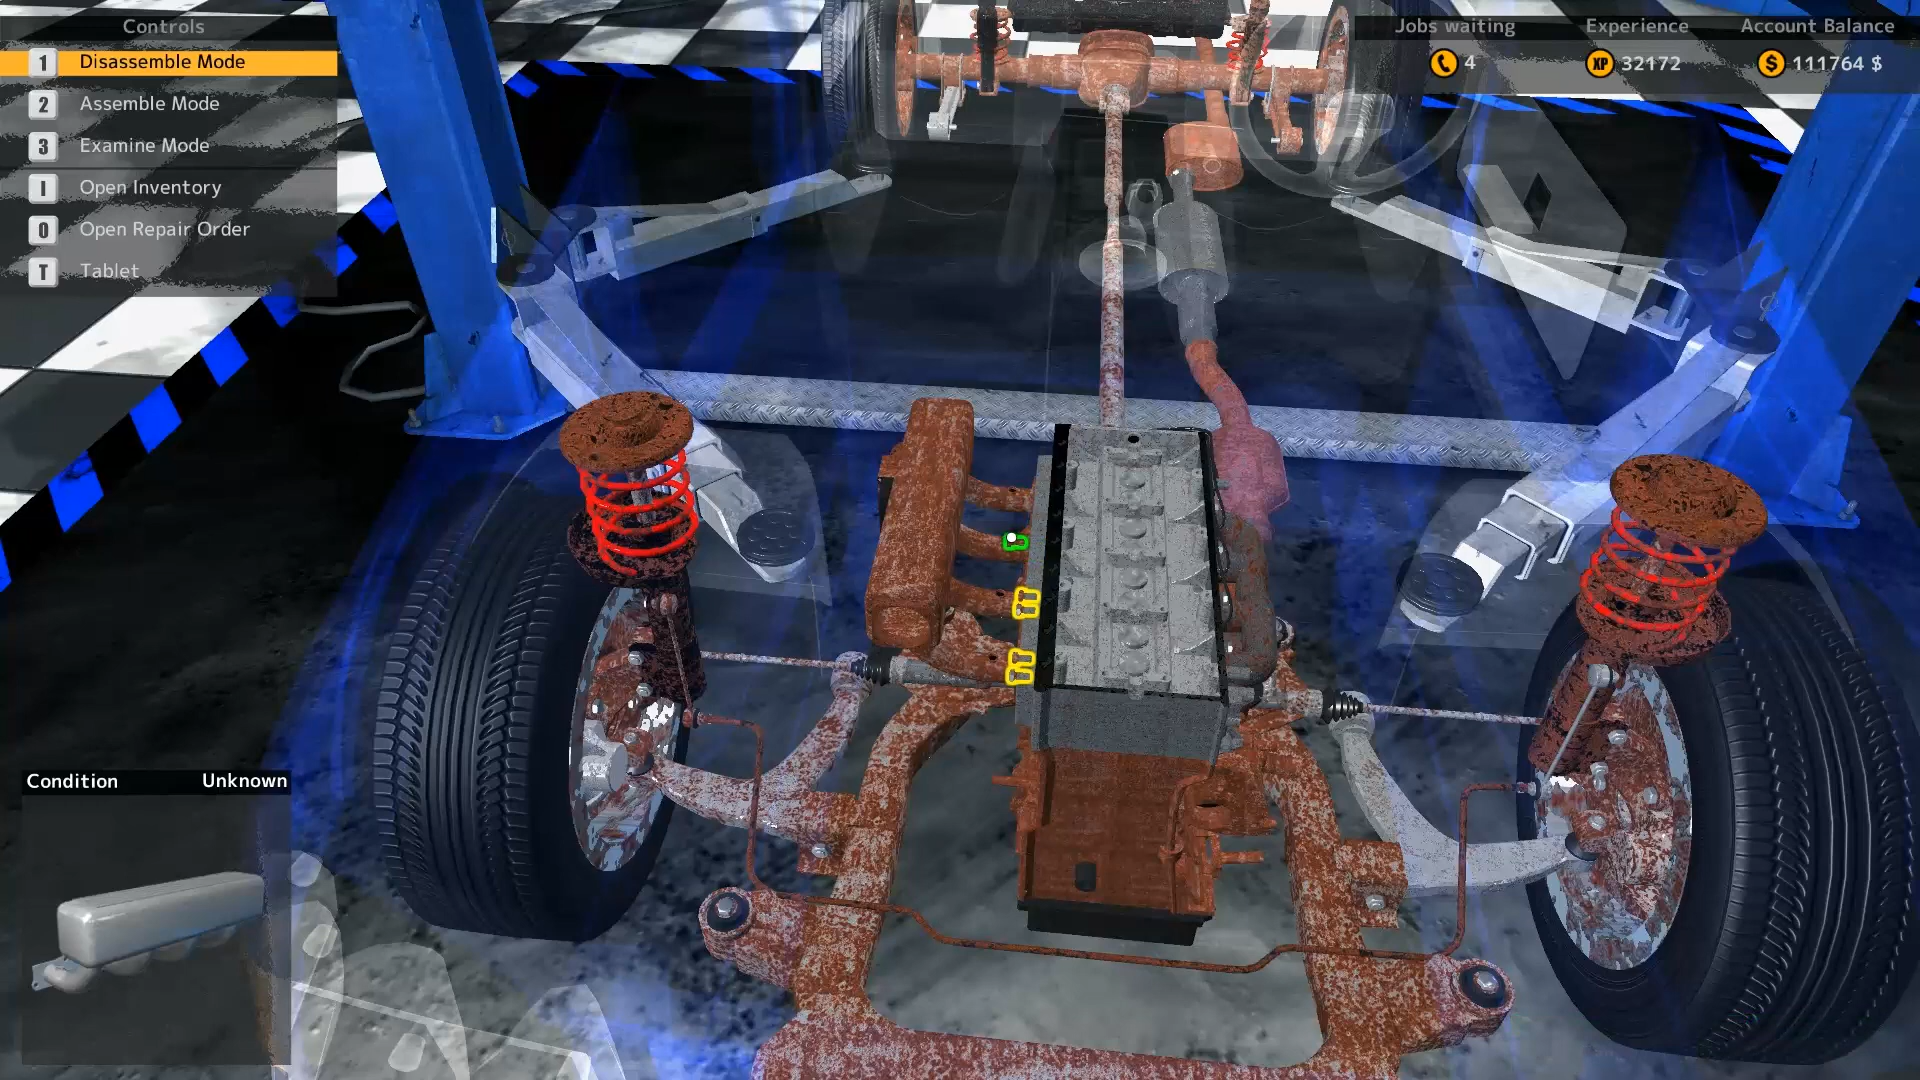 Controls
1 Disassemble Mode
2 Assemble Mode
3 Examine Mode
I Open Inventory
O Open Repair Order
T Tablet
Jobs waiting Experience Account Balance
4 XP 32172 $ 111764 $
Condition Unknown